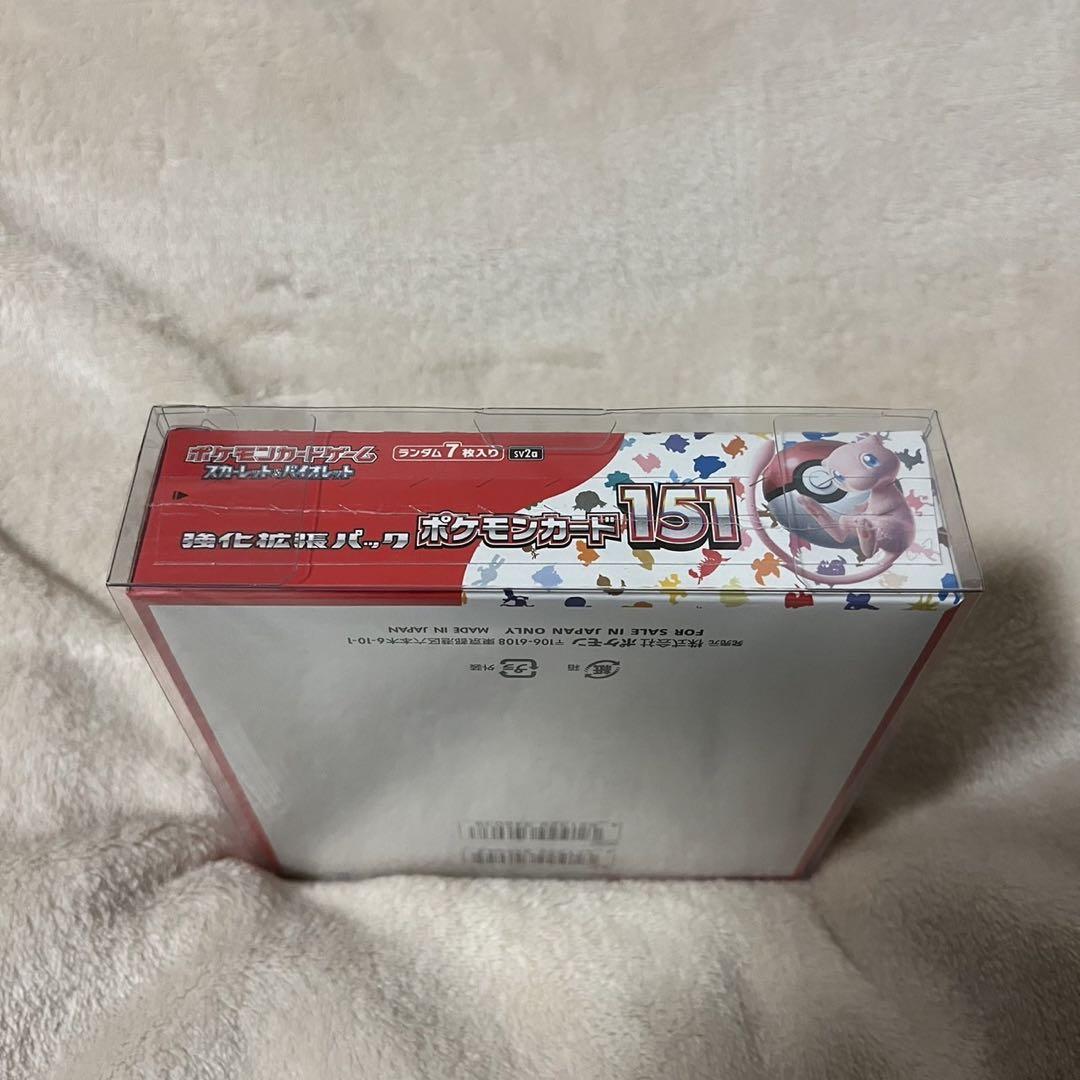 ポケモンカードゲーム
スカーレット&バイオレット
ランダム7枚入り sv2a
強化拡張パック ポケモンカード151
発売元 株式会社ポケモン 〒106-6108 東京都港区六本木6-10-1
FOR SALE IN JAPAN ONLY MADE IN JAPAN
紙 箱
プラ 外装